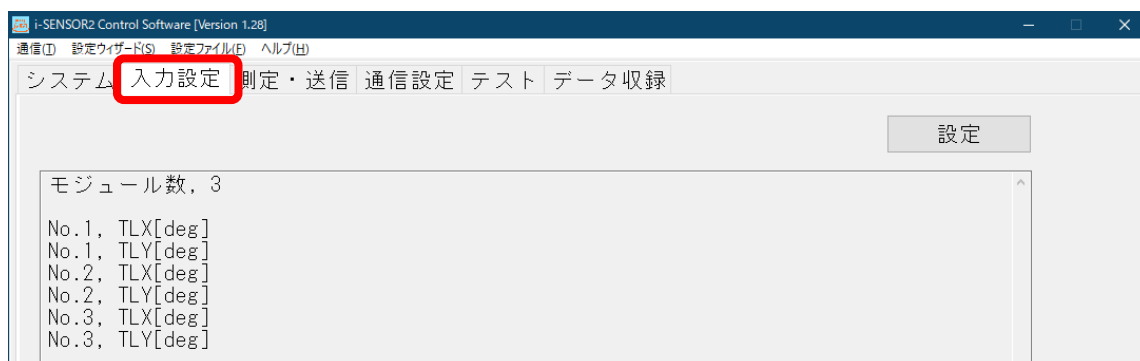 i-SENSOR2 Control Software [Version 1.28]
通信(T) 設定ウィザード(S) 設定ファイル(F) ヘルプ(H)
システム 入力設定 測定・送信 通信設定 テスト データ収録
設定
モジュール数, 3
No.1, TLX[deg]
No.1, TLY[deg]
No.2, TLX[deg]
No.2, TLY[deg]
No.3, TLX[deg]
No.3, TLY[deg]